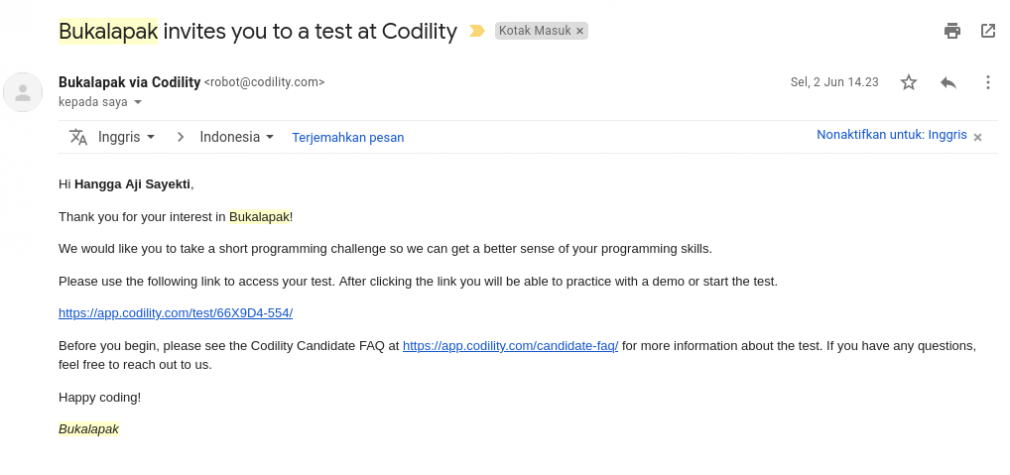 Bukalapak invites you to a test at Codility
Kotak Masuk ×
Bukalapak via Codility <robot@codility.com>
Sel, 2 Jun 14.23
kepada saya
Inggris > Indonesia Terjemahkan pesan
Nonaktifkan untuk: Inggris ×
Hi Hangga Aji Sayekti,
Thank you for your interest in Bukalapak!
We would like you to take a short programming challenge so we can get a better sense of your programming skills.
Please use the following link to access your test. After clicking the link you will be able to practice with a demo or start the test.
https://app.codility.com/test/66X9D4-554/
Before you begin, please see the Codility Candidate FAQ at https://app.codility.com/candidate-faq/ for more information about the test. If you have any questions,
feel free to reach out to us.
Happy coding!
Bukalapak